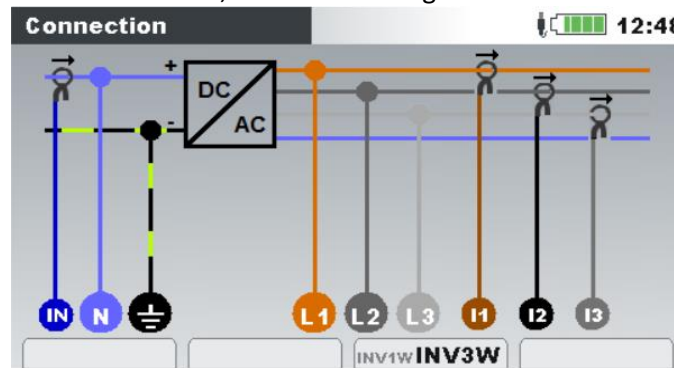 Connection 12:48
+
DC
-
AC
IN N L1 L2 L3 I1 I2 I3
INV1W INV3W